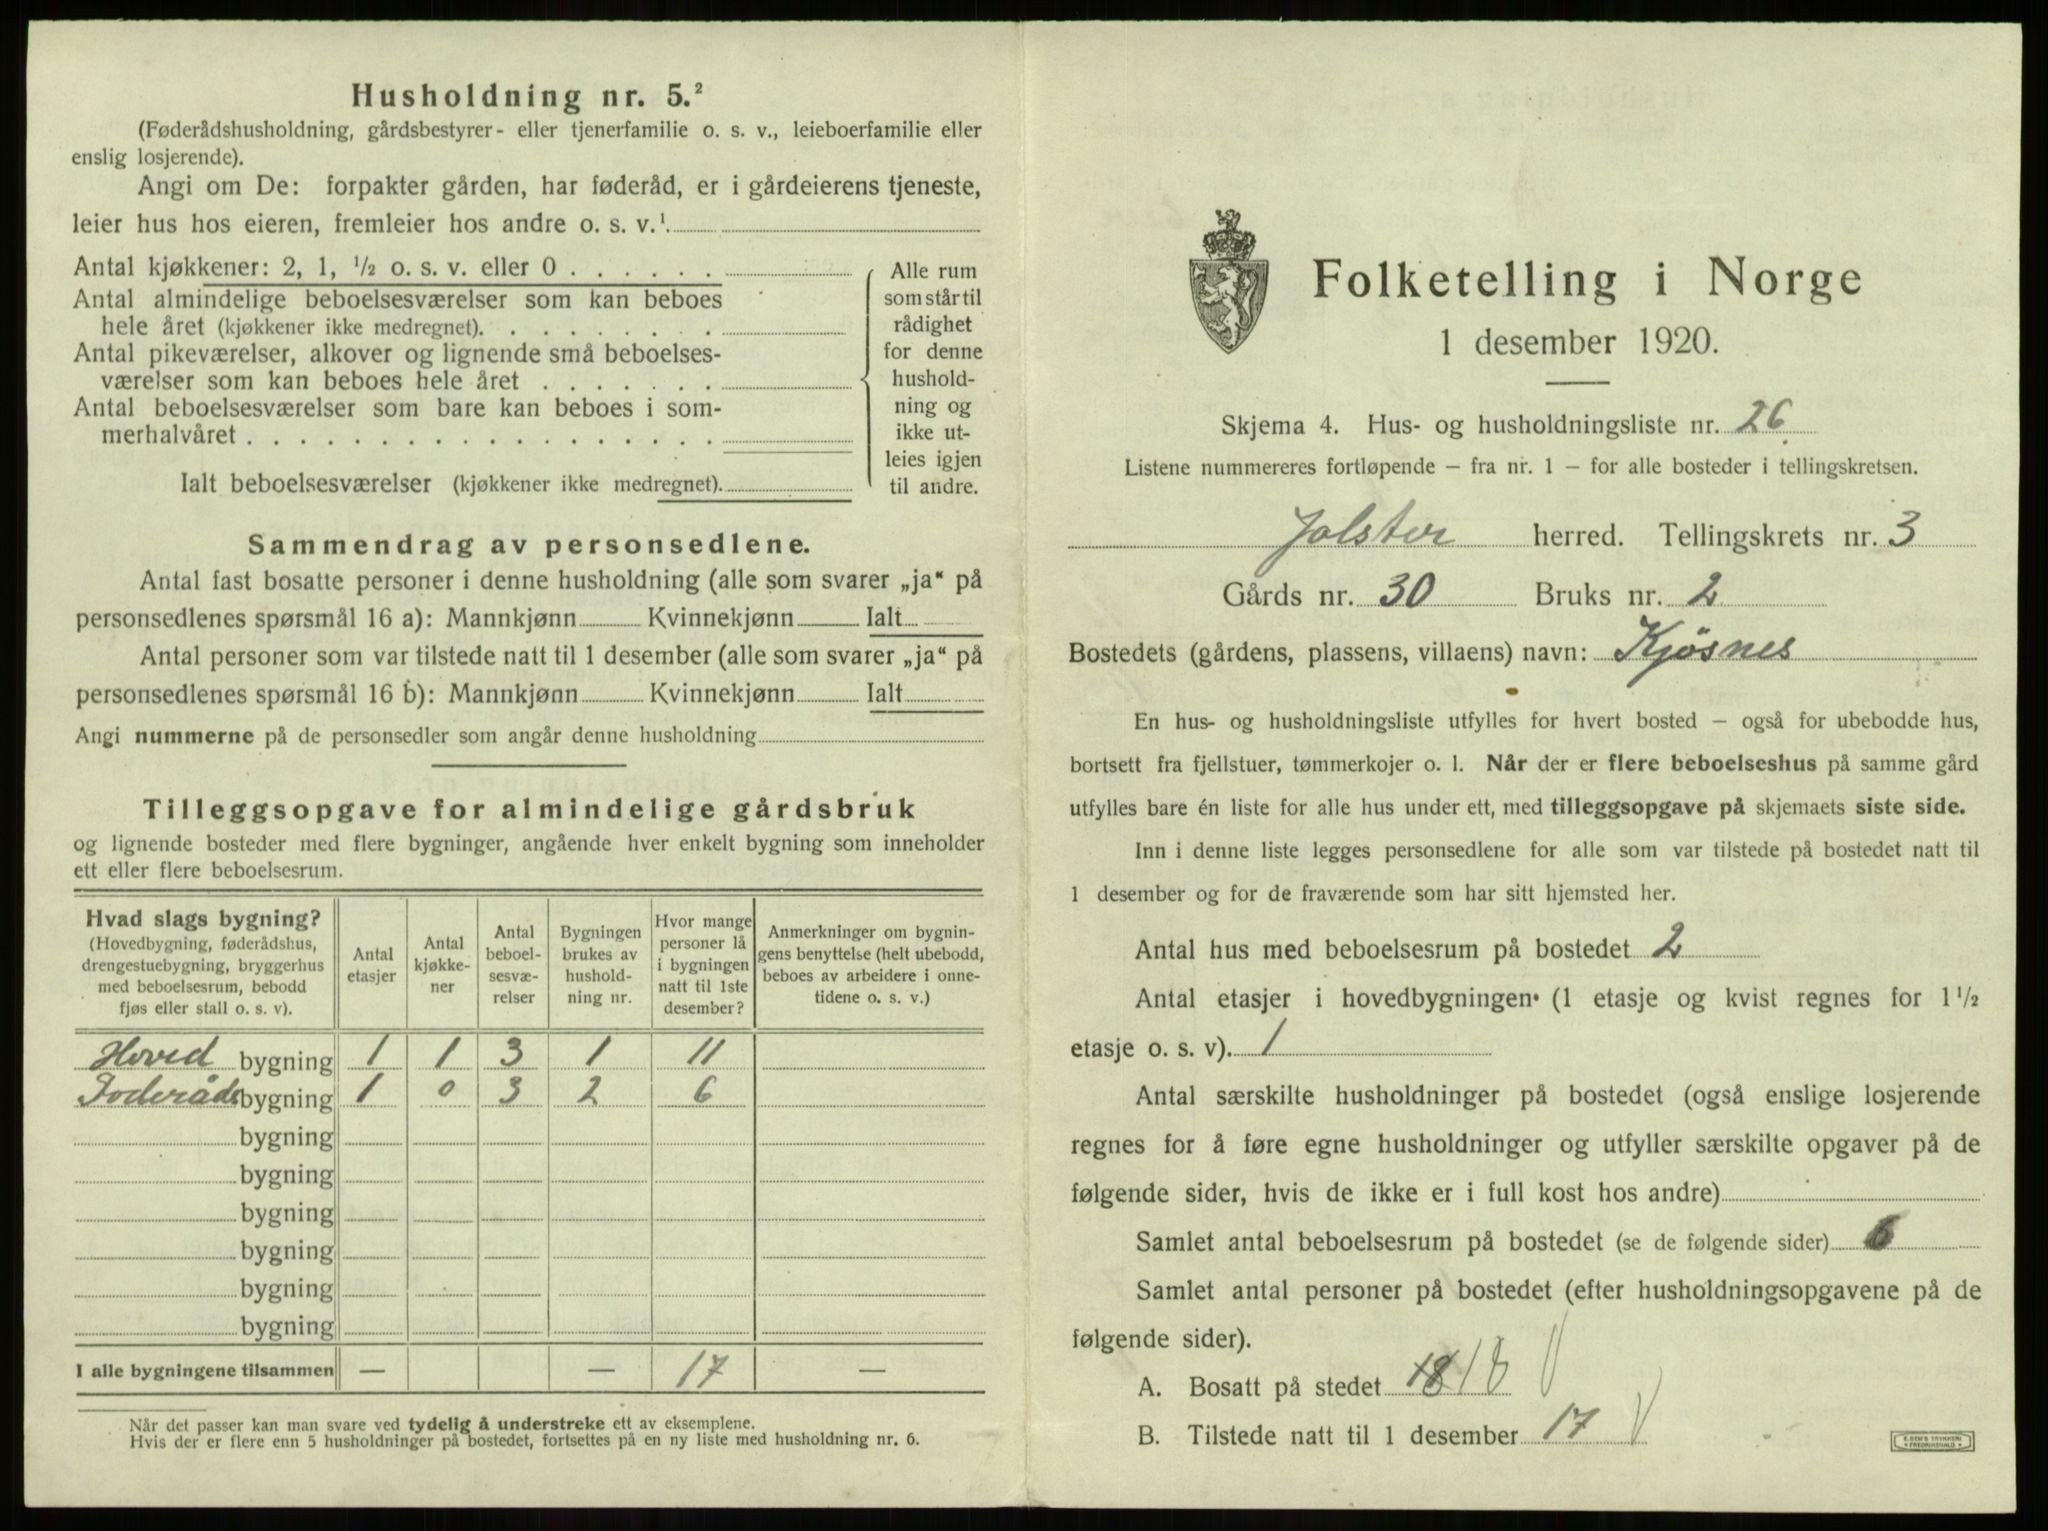 Husholdning nr. 5.²
(Føderådshusholdning, gårdsbestyrer- eller tjenerfamilie o. s. v., leieboerfamilie eller
enslig losjerende).
Angi om De: forpakter gården, har føderåd, er i gårdeierens tjeneste,
leier hus hos eieren, fremleier hos andre o. s. v.¹
Antal kjøkkener: 2, 1, ½ o. s. v. eller 0 . . . . . .
Antal almindelige beboelsesværelser som kan beboes
hele året (kjøkkener ikke medregnet). . . . . . . . .
Antal pikeværelser, alkover og lignende små beboelses-
værelser som kan beboes hele året . . . . . . .
Antal beboelsesværelser som bare kan beboes i som-
merhalvåret . . . . . . . . . . . . . . . . . .
Ialt beboelsesværelser (kjøkkener ikke medregnet).
Alle rum
som står til
rådighet
for denne
hushold-
ning og
ikke ut-
leies igjen
til andre.
Sammendrag av personsedlene.
Antal fast bosatte personer i denne husholdning (alle som svarer „ja“ på
personsedlenes spørsmål 16 a): Mannkjønn Kvinnekjønn Ialt
Antal personer som var tilstede natt til 1 desember (alle som svarer „ja“ på
personsedlenes spørsmål 16 b): Mannkjønn Kvinnekjønn Ialt
Angi nummerne på de personsedler som angår denne husholdning
Tilleggsopgave for almindelige gårdsbruk
og lignende bosteder med flere bygninger, angående hver enkelt bygning som inneholder
ett eller flere beboelsesrum.
Hvad slags bygning?
(Hovedbygning, føderådshus,
drengestuebygning, bryggerhus
med beboelsesrum, bebodd
fjøs eller stall o. s. v).
Antal
etasjer
Antal
kjøkke-
ner
Antal
beboel-
sesvæ-
relser
Bygningen
brukes av
hushold-
ning nr.
Hvor mange
personer lå
i bygningen
natt til 1ste
desember?
Anmerkninger om bygnin-
gens benyttelse (helt ubebodd,
beboes av arbeidere i onne-
tidene o. s. v.)
Hoved bygning 1 1 3 1 11
Foderåds bygning 1 0 3 2 6
bygning
bygning
bygning
bygning
bygning
bygning
I alle bygningene tilsammen — — 17 —
Når det passer kan man svare ved tydelig å understreke ett av eksemplene.
Hvis der er flere enn 5 husholdninger på bostedet, fortsettes på en ny liste med husholdning nr. 6.
Folketelling i Norge
1 desember 1920.
Skjema 4. Hus- og husholdningsliste nr. 26
Listene nummereres fortløpende – fra nr. 1 – for alle bosteder i tellingskretsen.
Jolster herred. Tellingskrets nr. 3
Gårds nr. 30 Bruks nr. 2
Bostedets (gårdens, plassens, villaens) navn: Kjøsnes
En hus- og husholdningsliste utfylles for hvert bosted – også for ubebodde hus,
bortsett fra fjellstuer, tømmerkojer o. l. Når der er flere beboelseshus på samme gård
utfylles bare én liste for alle hus under ett, med tilleggsopgave på skjemaets siste side.
Inn i denne liste legges personsedlene for alle som var tilstede på bostedet natt til
1 desember og for de fraværende som har sitt hjemsted her.
Antal hus med beboelsesrum på bostedet 2
Antal etasjer i hovedbygningen (1 etasje og kvist regnes for 1½
etasje o. s. v). 1
Antal særskilte husholdninger på bostedet (også enslige losjerende
regnes for å føre egne husholdninger og utfyller særskilte opgaver på de
følgende sider, hvis de ikke er i full kost hos andre)
Samlet antal beboelsesrum på bostedet (se de følgende sider) 6
Samlet antal personer på bostedet (efter husholdningsopgavene på de
følgende sider).
A. Bosatt på stedet 18 18
B. Tilstede natt til 1 desember 17